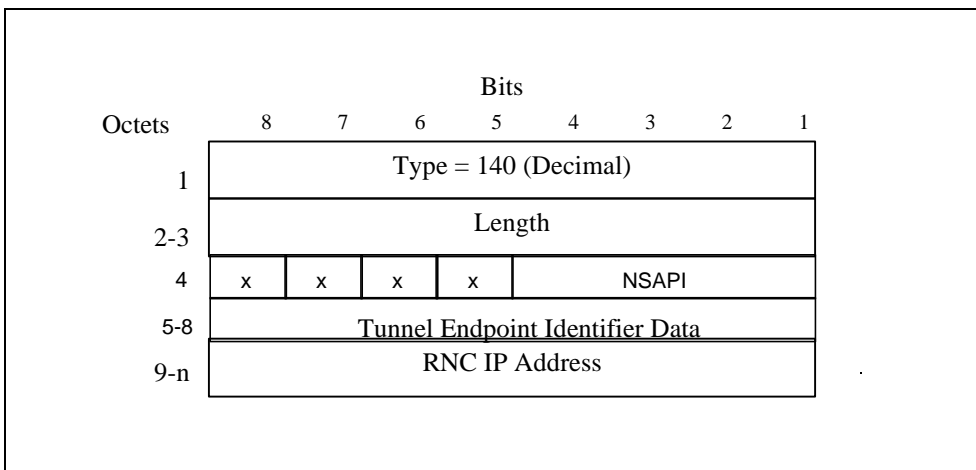 Bits
Octets 8 7 6 5 4 3 2 1
1 Type = 140 (Decimal)
2-3 Length
4 x x x x NSAPI
5-8 Tunnel Endpoint Identifier Data
9-n RNC IP Address .